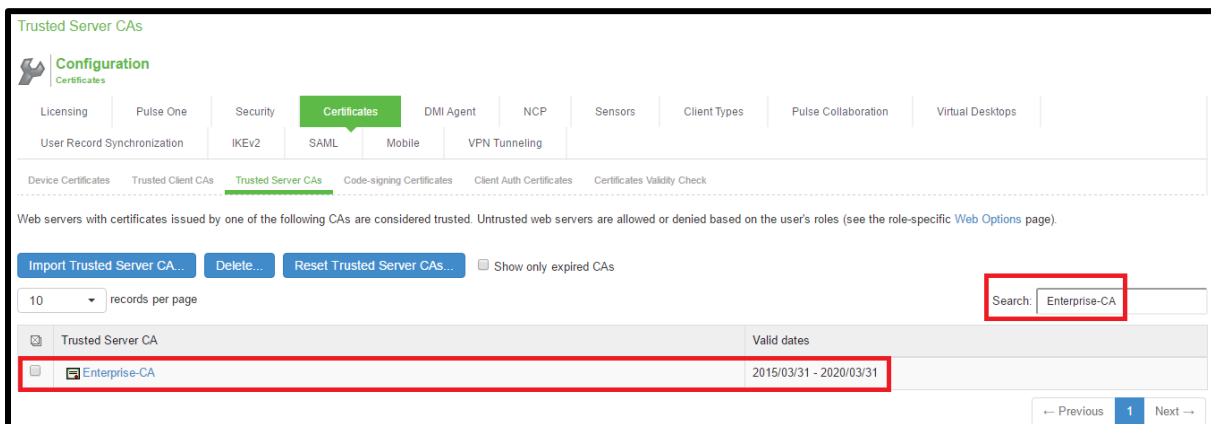 Trusted Server CAs
Configuration
Certificates
Licensing Pulse One Security Certificates DMI Agent NCP Sensors Client Types Pulse Collaboration Virtual Desktops
User Record Synchronization IKEv2 SAML Mobile VPN Tunneling
Device Certificates Trusted Client CAs Trusted Server CAs Code-signing Certificates Client Auth Certificates Certificates Validity Check
Web servers with certificates issued by one of the following CAs are considered trusted. Untrusted web servers are allowed or denied based on the user's roles (see the role-specific Web Options page).
Import Trusted Server CA... Delete... Reset Trusted Server CAs... Show only expired CAs
10 records per page Search: Enterprise-CA
Trusted Server CA Valid dates
Enterprise-CA 2015/03/31 - 2020/03/31
← Previous 1 Next →